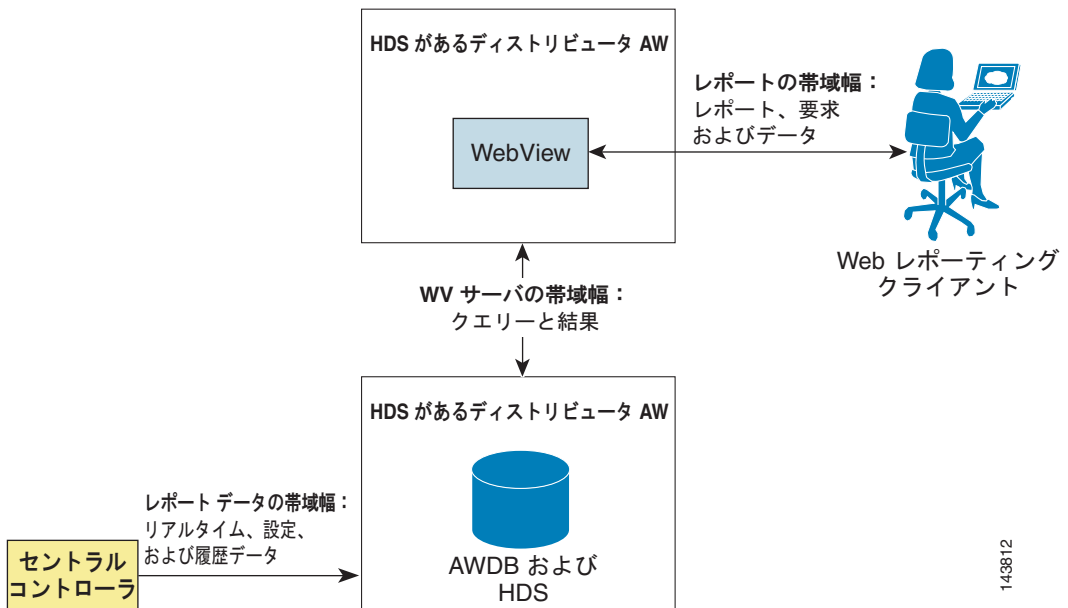 HDS があるディストリビュータ AW
WebView
レポートの帯域幅：
レポート、要求
およびデータ
Web レポーティング
クライアント
WV サーバの帯域幅：
クエリーと結果
HDS があるディストリビュータ AW
AWDB および
HDS
レポート データの帯域幅：
リアルタイム、設定、
および履歴データ
セントラル
コントローラ
143812